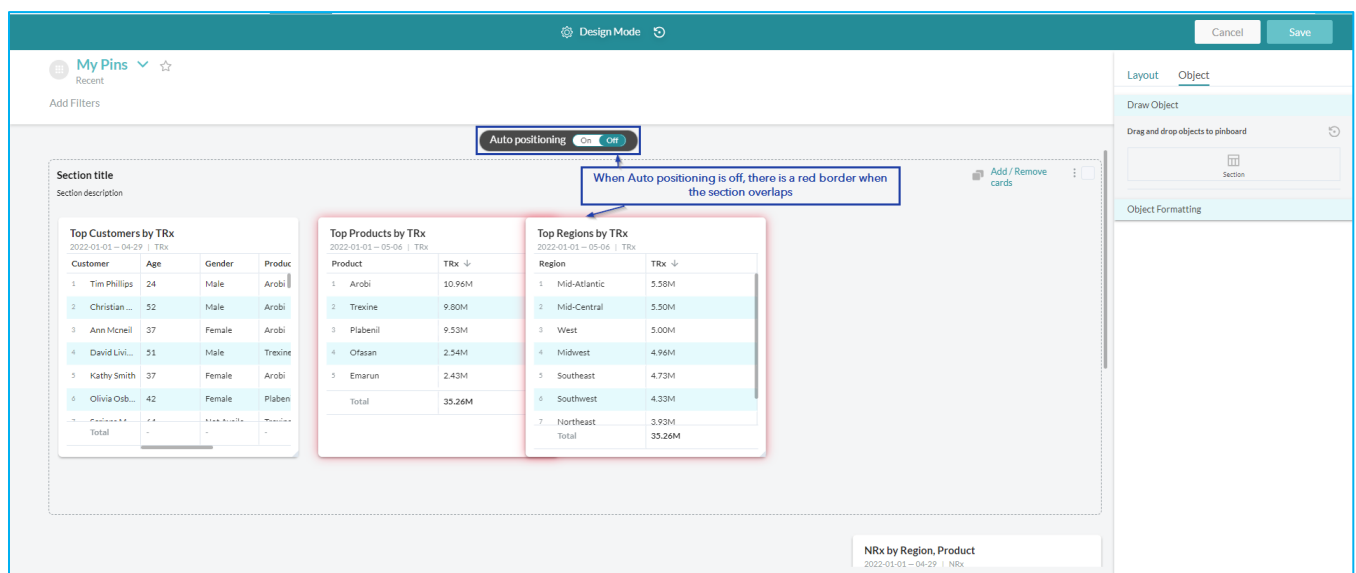 Design Mode
Cancel
Save
My Pins
Recent
Add Filters
Layout Object
Draw Object
Drag and drop objects to pinboard
Section
Object Formatting
Auto positioning On Off
When Auto positioning is off, there is a red border when
the section overlaps
Section title
Section description
Add / Remove
cards
Top Customers by TRx
2022-01-01 — 04-29 | TRx
Customer Age Gender Produc
1 Tim Phillips 24 Male Arobi
2 Christian ... 52 Male Arobi
3 Ann Mcneil 37 Female Arobi
4 David Livi... 51 Male Trexine
5 Kathy Smith 37 Female Arobi
6 Olivia Osb... 42 Female Plaben
Total - - -
Top Products by TRx
2022-01-01 — 05-06 | TRx
Product TRx ↓
1 Arobi 10.96M
2 Trexine 9.80M
3 Plabenil 9.53M
4 Ofasan 2.54M
5 Emarun 2.43M
Total 35.26M
Top Regions by TRx
2022-01-01 — 05-06 | TRx
Region TRx ↓
1 Mid-Atlantic 5.58M
2 Mid-Central 5.50M
3 West 5.00M
4 Midwest 4.96M
5 Southeast 4.73M
6 Southwest 4.33M
7 Northeast 3.93M
Total 35.26M
NRx by Region, Product
2022-01-01 — 04-29 | NRx